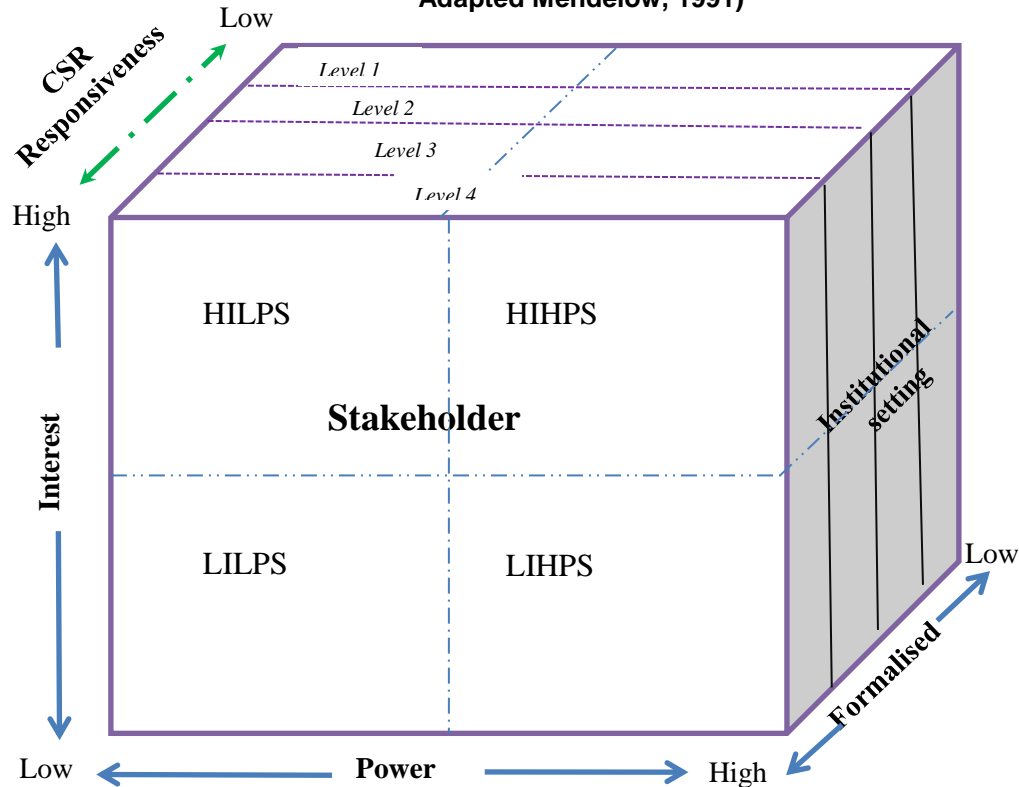 Adapted Mendelow, 1991)
Low
CSR
Responsiveness
Level 1
Level 2
Level 3
Level 4
High
HILPS
HIHPS
Institutional
setting
Stakeholder
Interest
LILPS
LIHPS
Low
Formalised
Low
Power
High